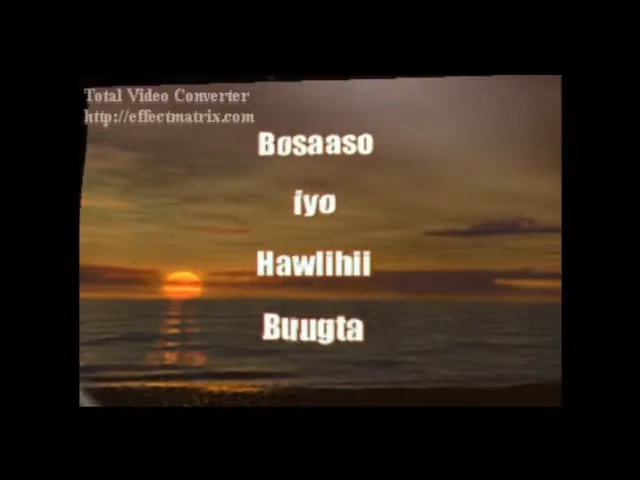 Total Video Converter
http://effectmatrix.com
Bosaaso
iyo
Hawlihii
Buugta